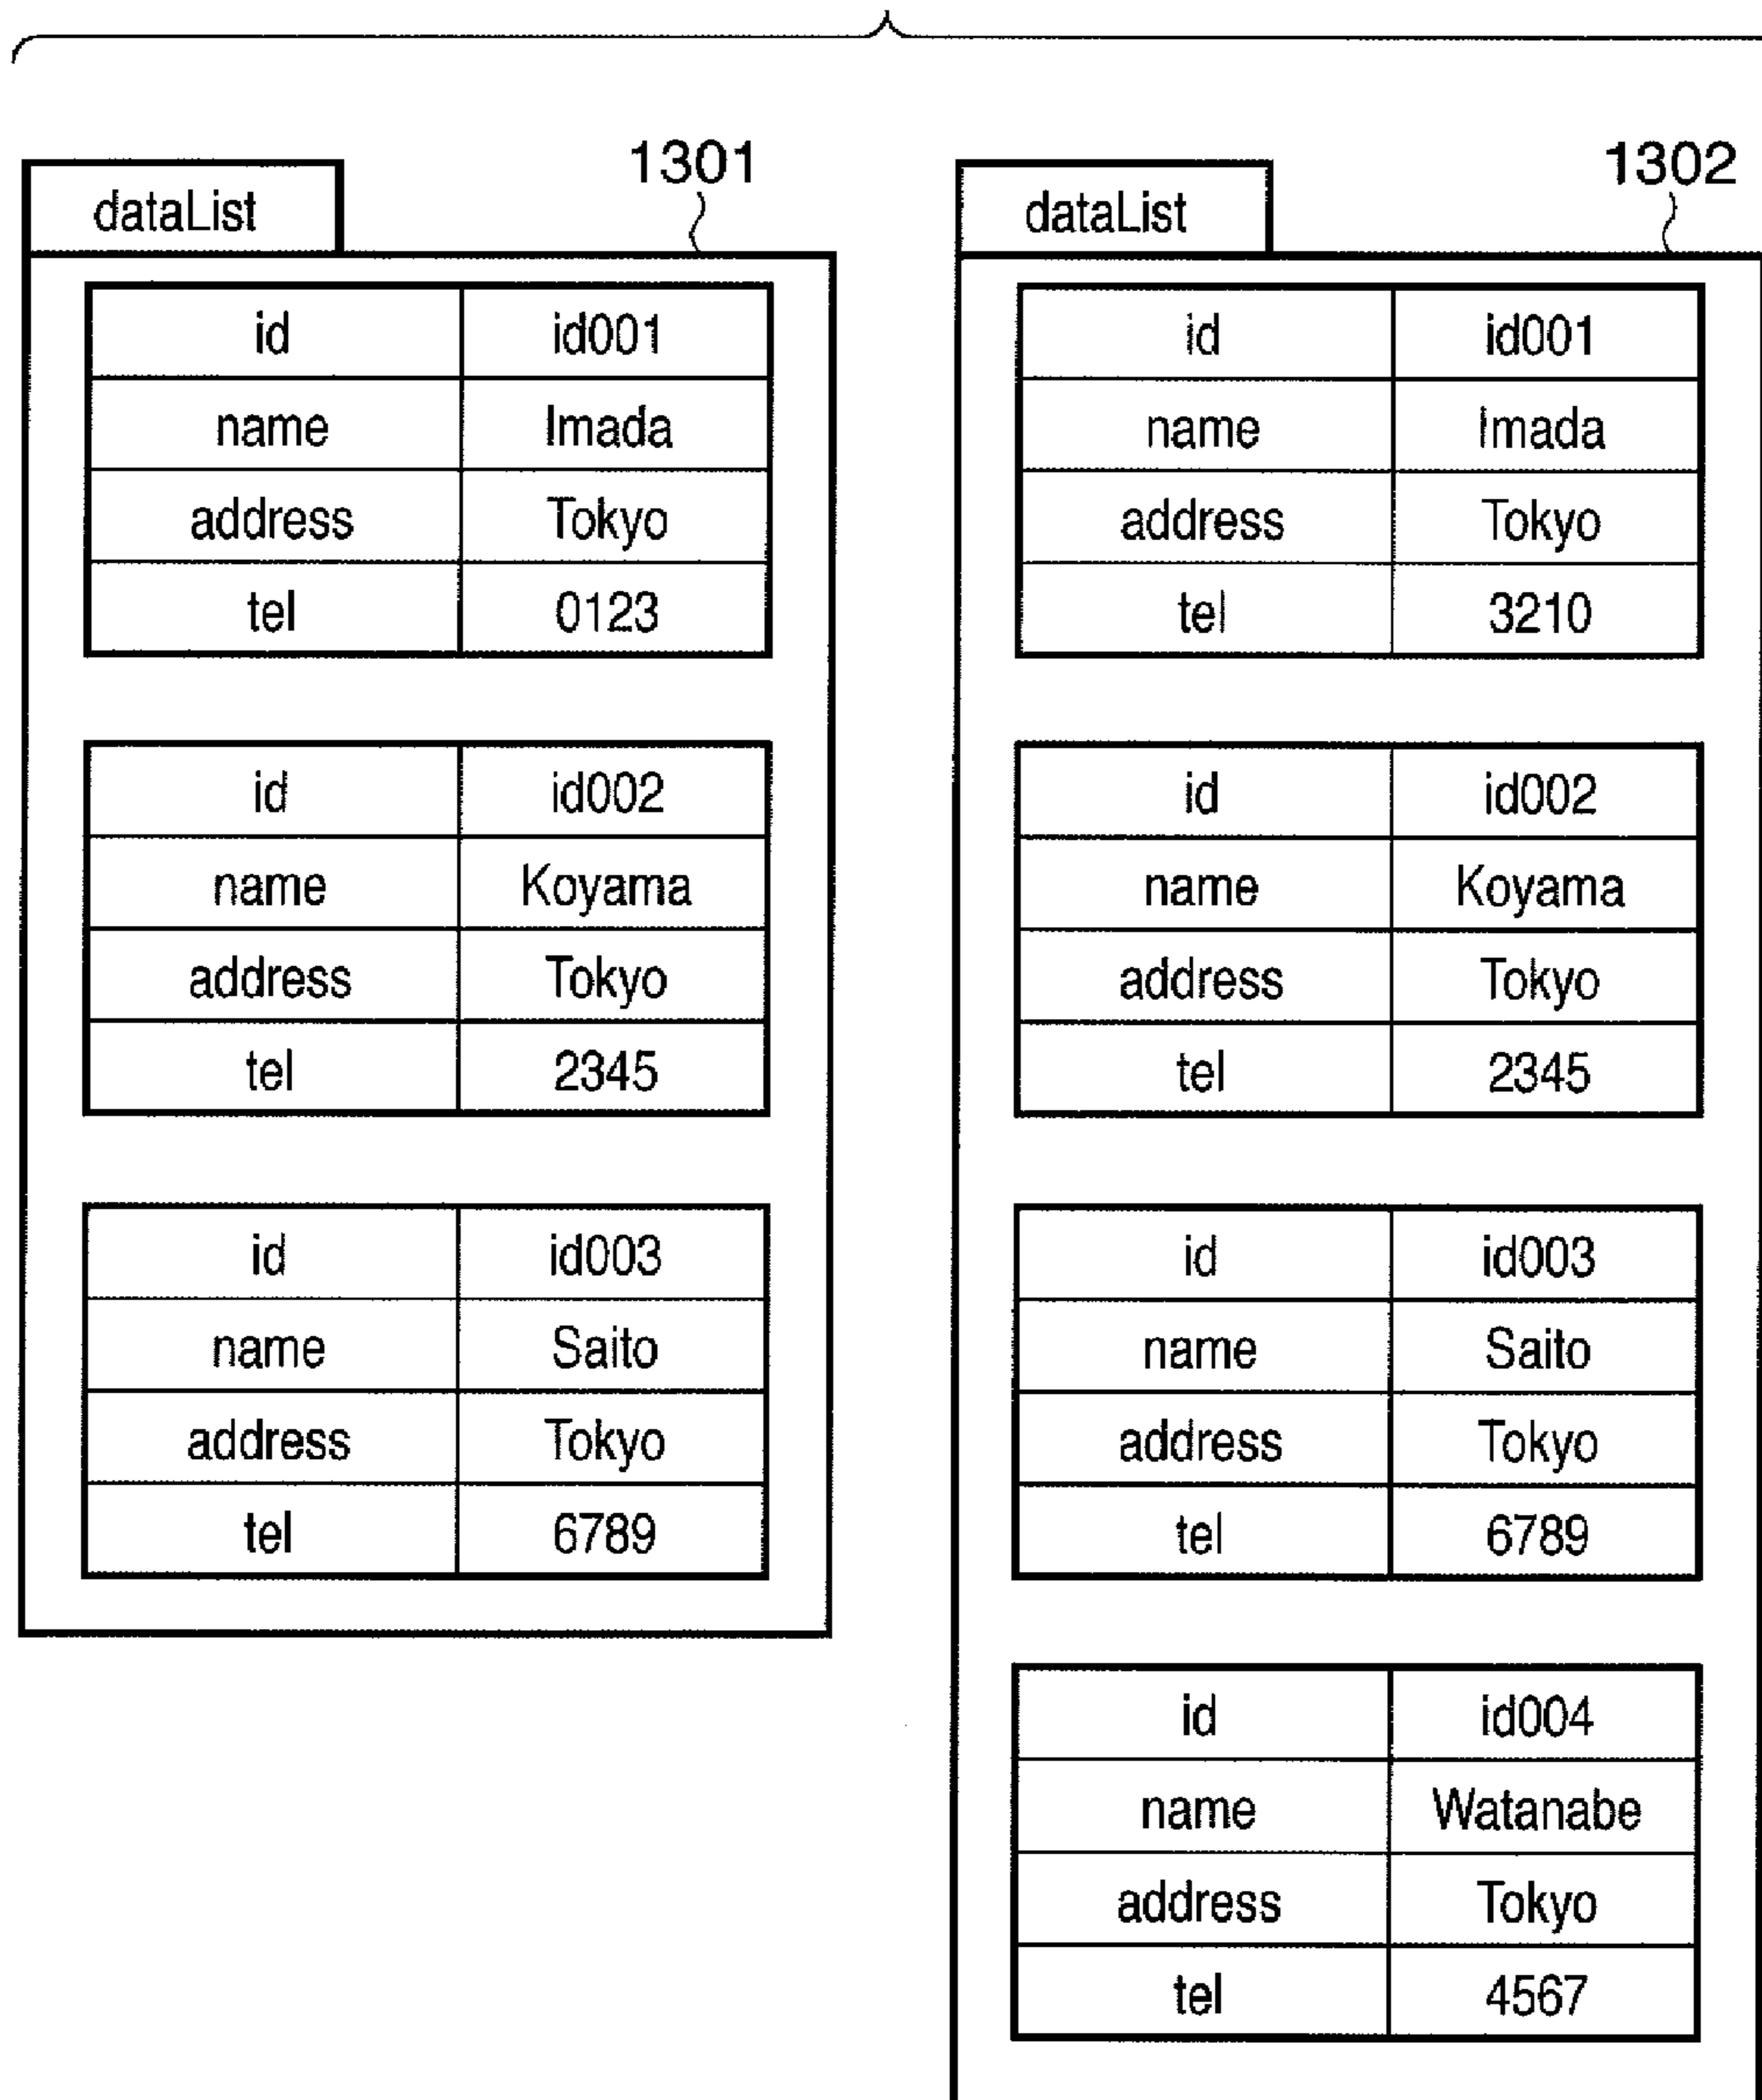 1301
dataList
id id001
name Imada
address Tokyo
tel 0123
id id002
name Koyama
address Tokyo
tel 2345
id id003
name Saito
address Tokyo
tel 6789
1302
dataList
id id001
name Imada
address Tokyo
tel 3210
id id002
name Koyama
address Tokyo
tel 2345
id id003
name Saito
address Tokyo
tel 6789
id id004
name Watanabe
address Tokyo
tel 4567